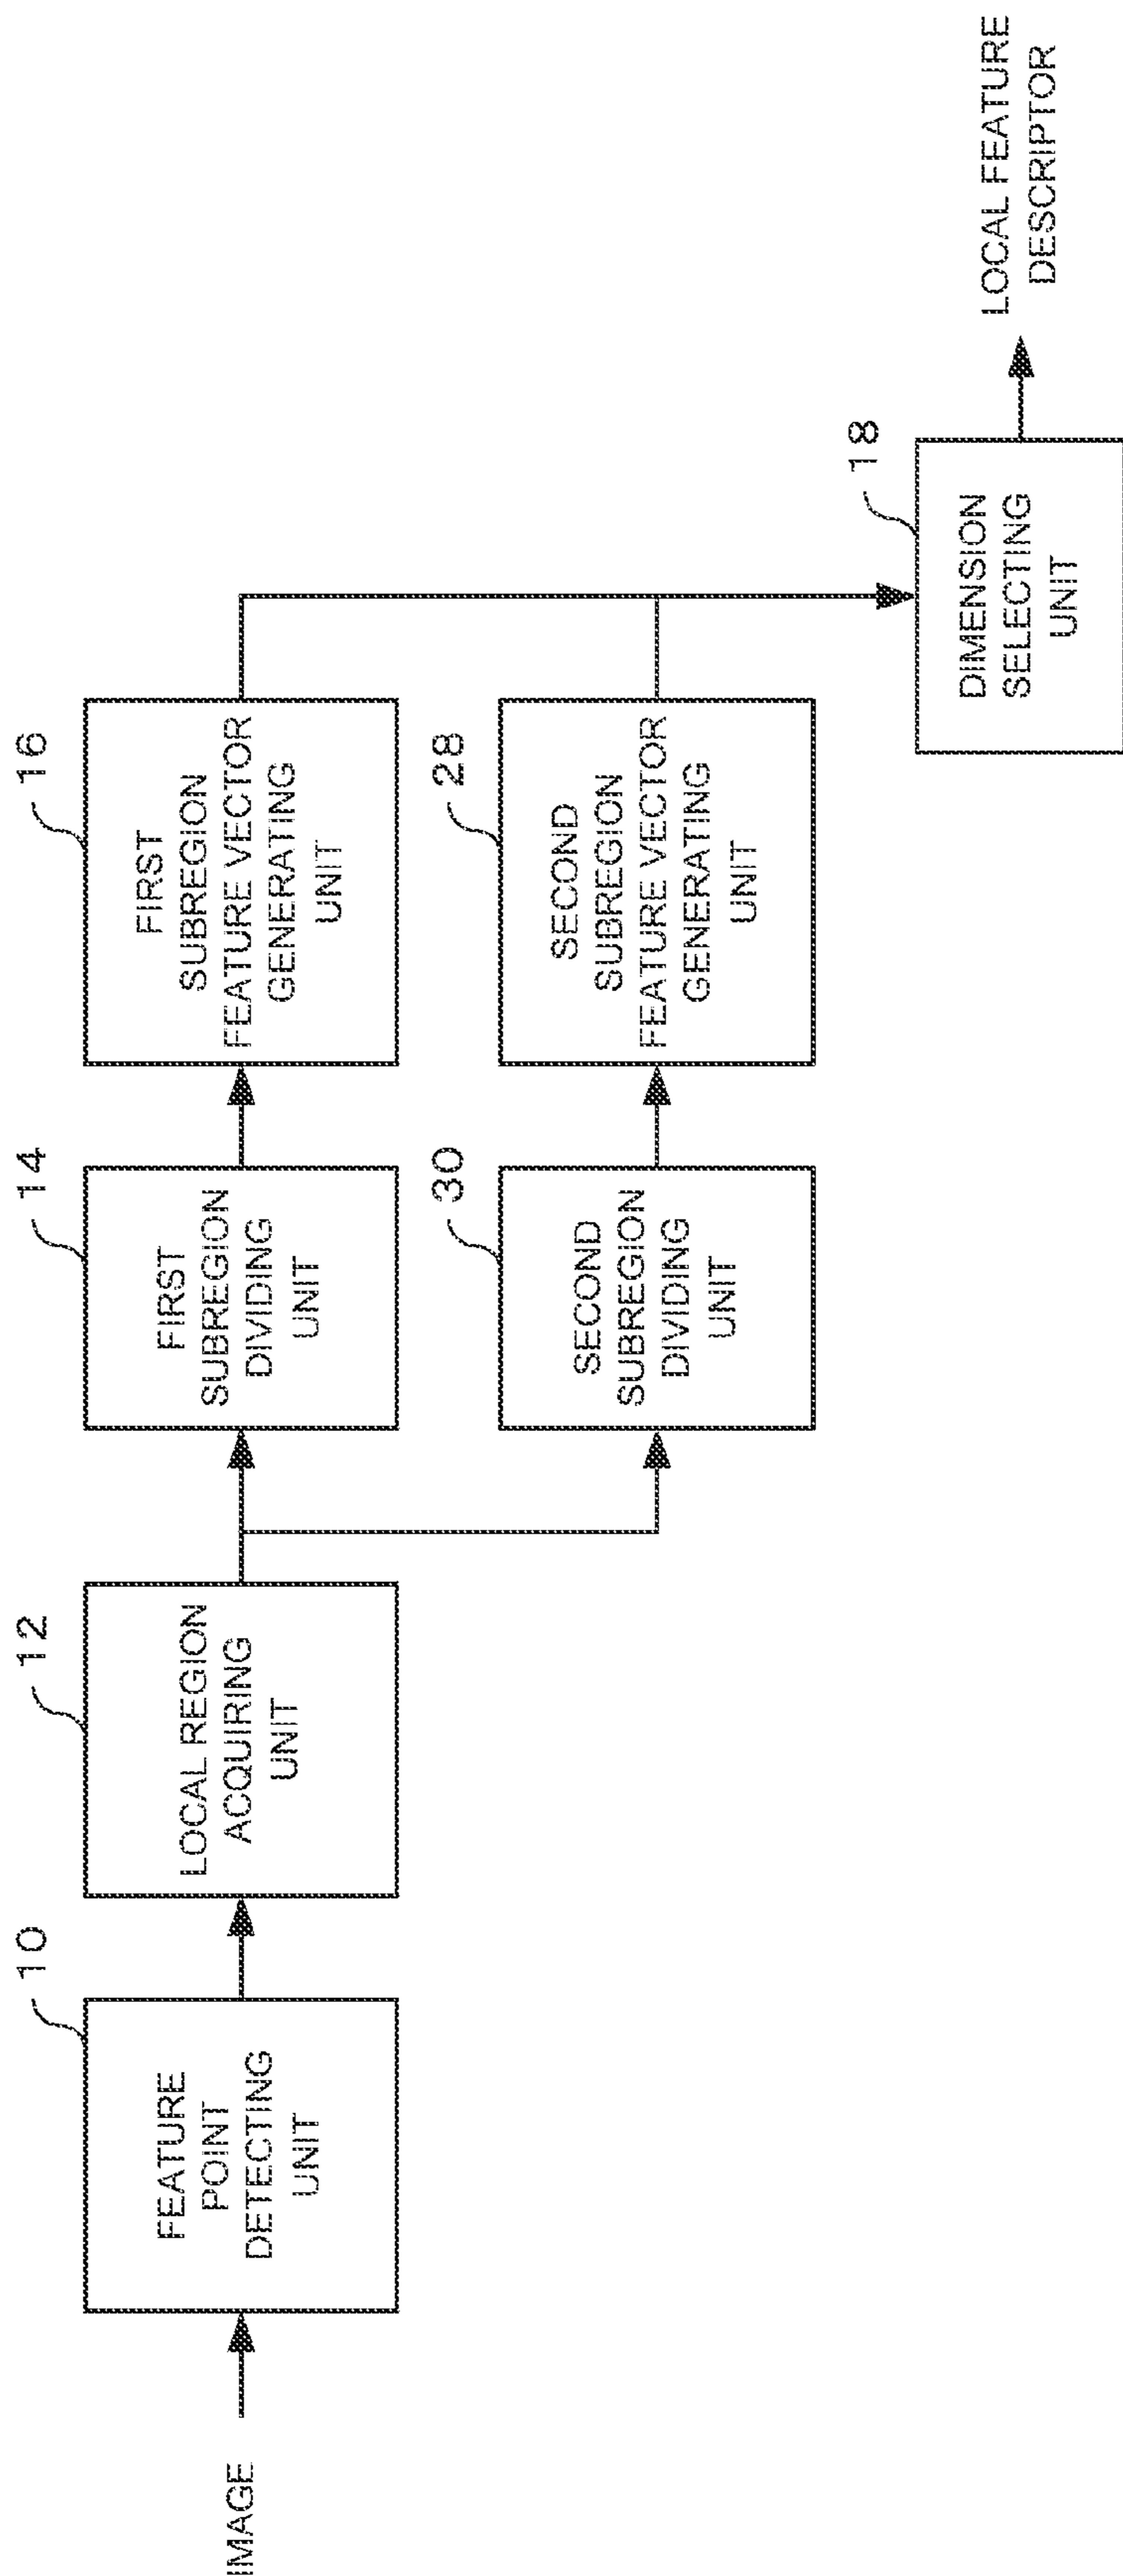 IMAGE
10
FEATURE
POINT
DETECTING
UNIT
12
LOCAL REGION
ACQUIRING
UNIT
14
FIRST
SUBREGION
DIVIDING
UNIT
16
FIRST
SUBREGION
FEATURE VECTOR
GENERATING
UNIT
30
SECOND
SUBREGION
DIVIDING
UNIT
28
SECOND
SUBREGION
FEATURE VECTOR
GENERATING
UNIT
18
DIMENSION
SELECTING
UNIT
LOCAL FEATURE
DESCRIPTOR